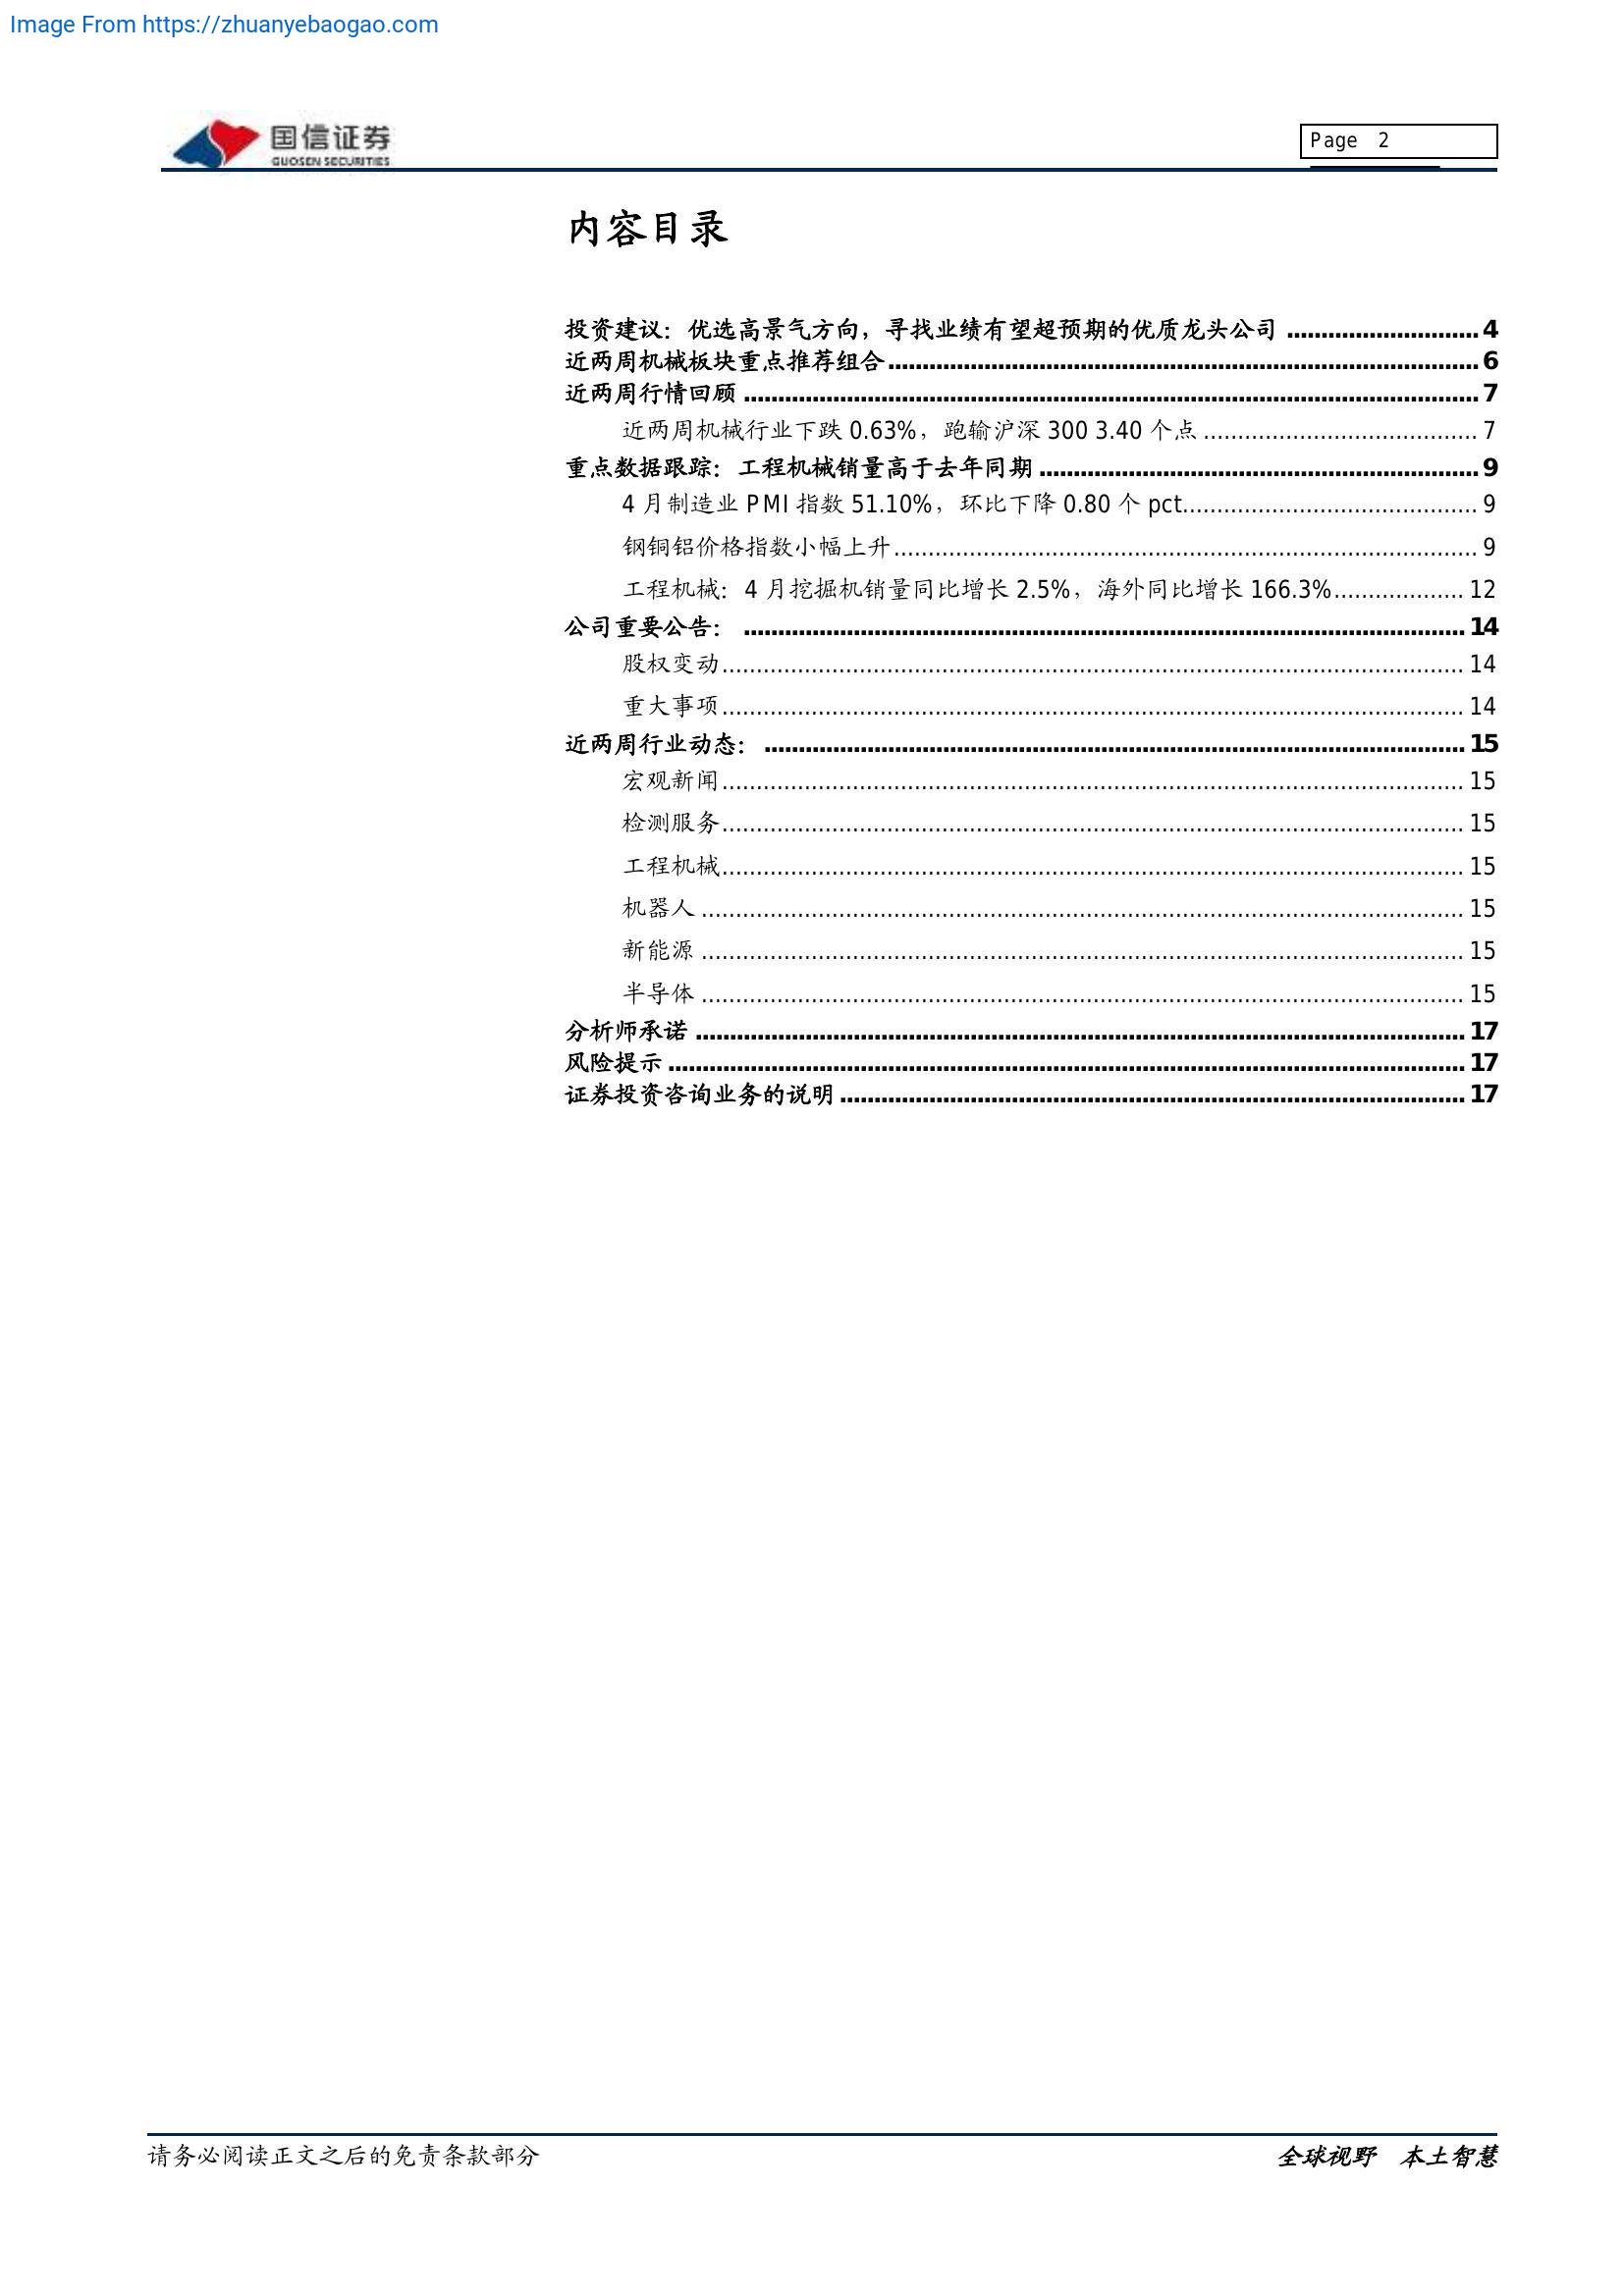 Image From https://zhuanyebaogao.com
国信证券
GUOSEN SECURITIES
Page 2
内容目录
投资建议：优选高景气方向，寻找业绩有望超预期的优质龙头公司 ............................ 4
近两周机械板块重点推荐组合 ...................................................................................... 6
近两周行情回顾 ........................................................................................................... 7
近两周机械行业下跌 0.63%，跑输沪深 300 3.40 个点 ........................................ 7
重点数据跟踪：工程机械销量高于去年同期 ................................................................ 9
4 月制造业 PMI 指数 51.10%，环比下降 0.80 个 pct........................................... 9
钢铜铝价格指数小幅上升..................................................................................... 9
工程机械：4 月挖掘机销量同比增长 2.5%，海外同比增长 166.3%................... 12
公司重要公告： ......................................................................................................... 14
股权变动............................................................................................................ 14
重大事项............................................................................................................ 14
近两周行业动态： ...................................................................................................... 15
宏观新闻............................................................................................................ 15
检测服务............................................................................................................ 15
工程机械............................................................................................................ 15
机器人 ............................................................................................................... 15
新能源 ............................................................................................................... 15
半导体 ............................................................................................................... 15
分析师承诺 ................................................................................................................ 17
风险提示 .................................................................................................................... 17
证券投资咨询业务的说明 ........................................................................................... 17
请务必阅读正文之后的免责条款部分
全球视野 本土智慧